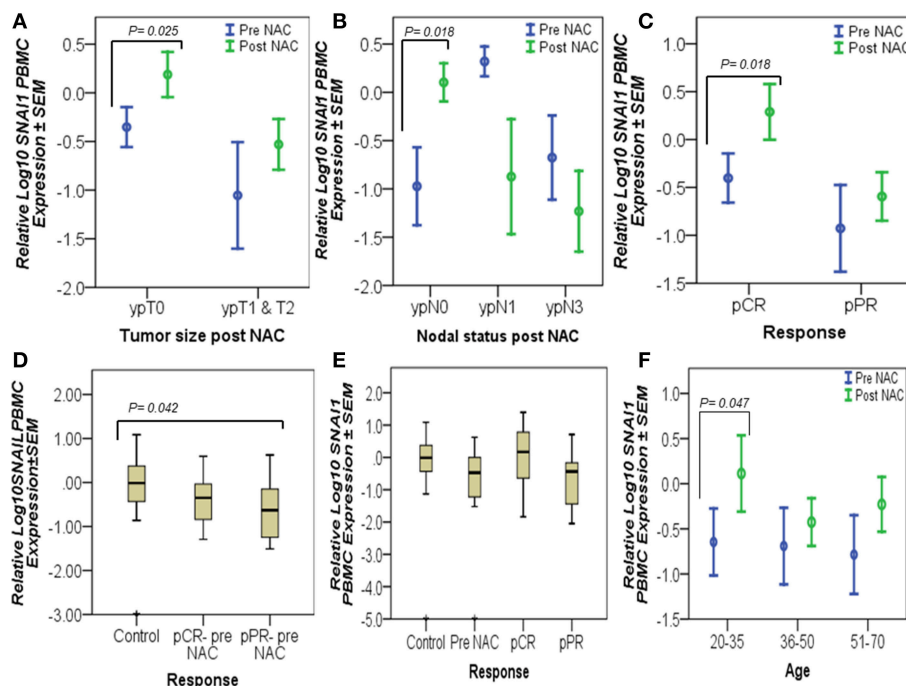 A
Pre NAC
Post NAC
P= 0.025
Relative Log10 SNAI1 PBMC
Expression ± SEM
0.5
0.0
-0.5
-1.0
-1.5
-2.0
ypT0
ypT1 & T2
Tumor size post NAC
B
Pre NAC
Post NAC
P= 0.018
Relative Log10 SNAI1 PBMC
Expression ± SEM
0.5
0.0
-0.5
-1.0
-1.5
-2.0
ypN0
ypN1
ypN3
Nodal status post NAC
C
Pre NAC
Post NAC
P= 0.018
Relative Log10 SNAI1 PBMC
Expression ± SEM
1.0
0.5
0.0
-0.5
-1.0
-1.5
pCR
pPR
Response
D
P= 0.042
Relative Log10SNAILPBMC
Exxpression±SEM
2.00
1.00
.00
-1.00
-3.00
Control
pCR- pre
NAC
pPR- pre
NAC
Response
E
Relative Log10 SNAI1
PBMC Expression ± SEM
2.0
1.0
.0
-1.0
-2.0
-3.0
-4.0
-5.0
Control
Pre NAC
pCR
pPR
Response
F
Pre NAC
Post NAC
P= 0.047
Relative Log10 SNAI1
PBMC Expression ± SEM
1.0
0.5
0.0
-0.5
-1.0
-1.5
20-35
36-50
51-70
Age